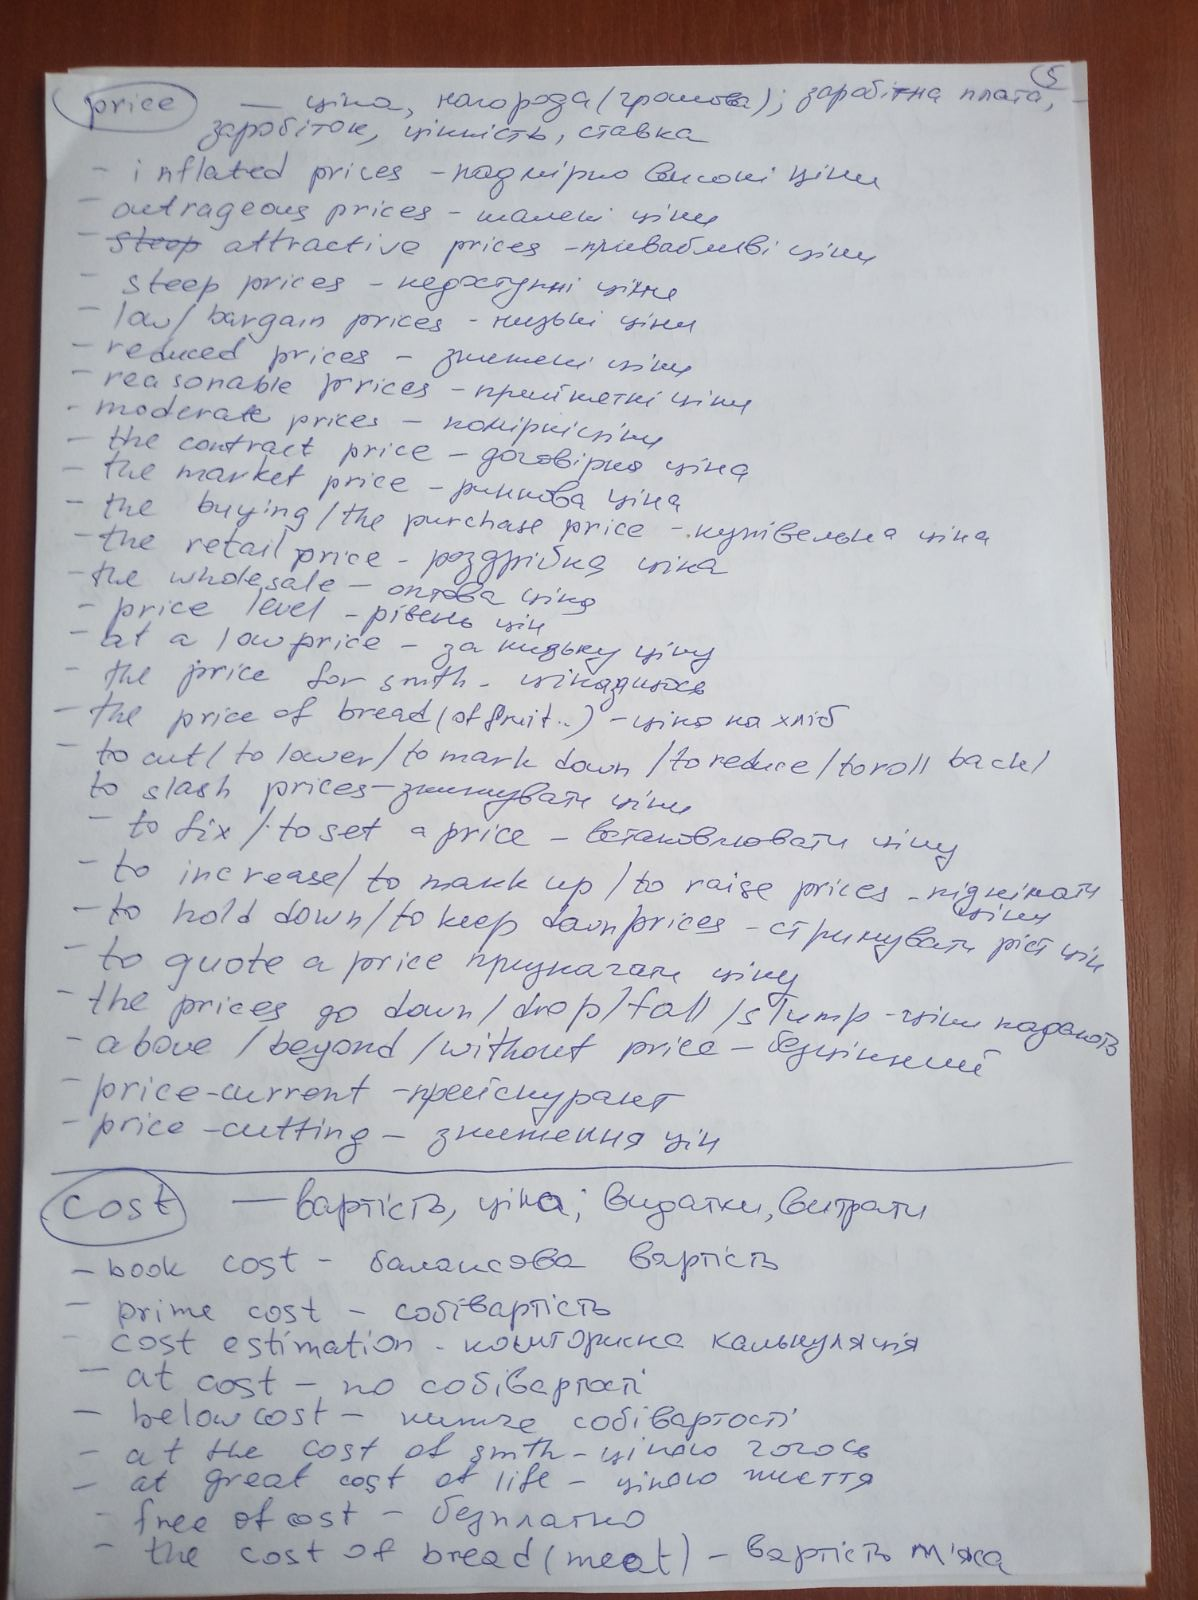 5
price — ціна, нагорода (грошова); заробітна плата,
заробіток, цінність, ставка
- inflated prices - надмірно високі ціни
- outrageous prices - шалені ціни
- steep attractive prices - привабливі ціни
- steep prices - недоступні ціни
- low/ bargain prices - низькі ціни
- reduced prices - знижені ціни
- reasonable prices - прийнятні ціни
- moderate prices - помірні ціни
- the contract price - договірна ціна
- the market price - ринкова ціна
- the buying/the purchase price - купівельна ціна
- the retail price - роздрібна ціна
- the wholesale - оптова ціна
- price level - рівень цін
- at a low price - за низьку ціну
- the price for smth - ціна за щось
- the price of bread (of fruit..) - ціна на хліб
- to cut/ to lower/ to mark down /to reduce/to roll back/
to slash prices - знижувати ціни
- to fix / to set a price - встановлювати ціну
- to increase/ to mark up / to raise prices - піднімати
ціни
- to hold down/to keep down prices - стримувати ріст цін
to quote a price призначати ціну
- the prices go down/drop/fall /slump - ціни падають
- above /beyond /without price - безцінний
- price-current - прейскурант
- price-cutting - зниження цін
cost — вартість, ціна; видатки, витрати
- book cost - балансова вартість
- prime cost - собівартість
- cost estimation - кошторисна калькуляція
- at cost - по собівартості
- below cost - нижче собівартості
- at the cost of smth - ціною чогось
- at great cost of life - ціною життя
- free of cost - безплатно
- the cost of bread (meat) - вартість м'яса